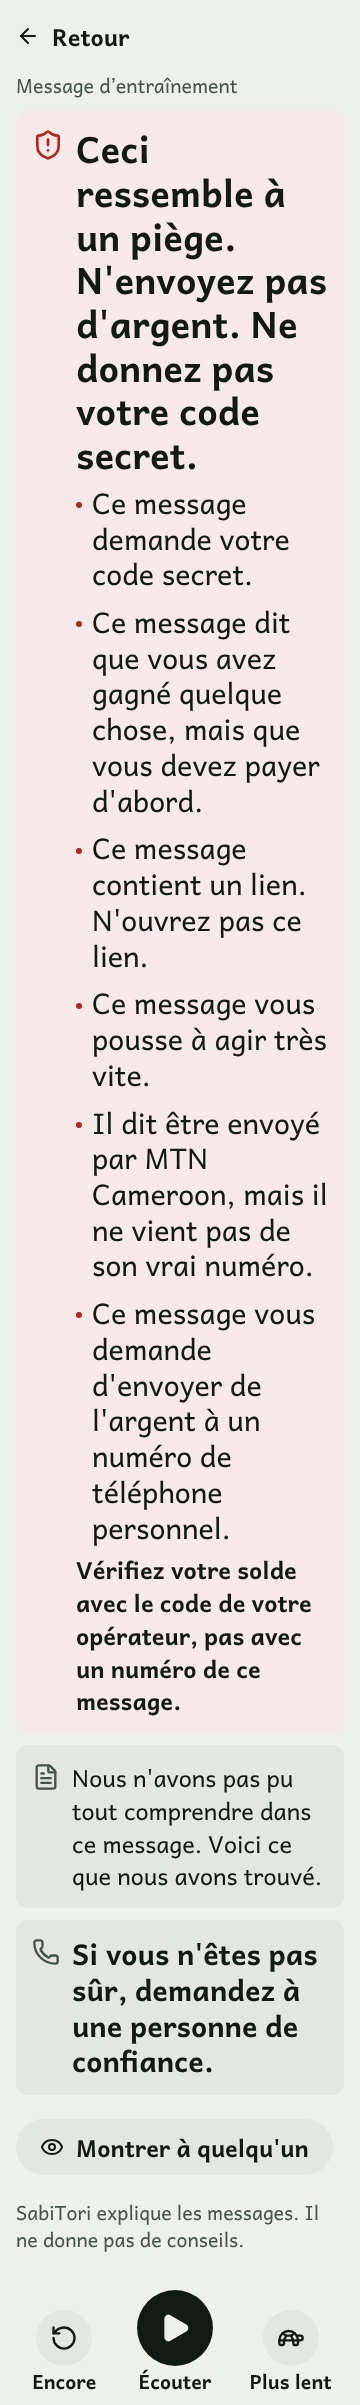 Retour
Message d’entraînement
Ceci
ressemble à
un piège.
N'envoyez pas
d'argent. Ne
donnez pas
votre code
secret.
• Ce message
demande votre
code secret.
• Ce message dit
que vous avez
gagné quelque
chose, mais que
vous devez payer
d'abord.
• Ce message
contient un lien.
N'ouvrez pas ce
lien.
• Ce message vous
pousse à agir très
vite.
• Il dit être envoyé
par MTN
Cameroon, mais il
ne vient pas de
son vrai numéro.
• Ce message vous
demande
d'envoyer de
l'argent à un
numéro de
téléphone
personnel.
Vérifiez votre solde
avec le code de votre
opérateur, pas avec
un numéro de ce
message.
Nous n'avons pas pu
tout comprendre dans
ce message. Voici ce
que nous avons trouvé.
Si vous n'êtes pas
sûr, demandez à
une personne de
confiance.
Montrer à quelqu'un
SabiTori explique les messages. Il
ne donne pas de conseils.
Encore
Écouter
Plus lent